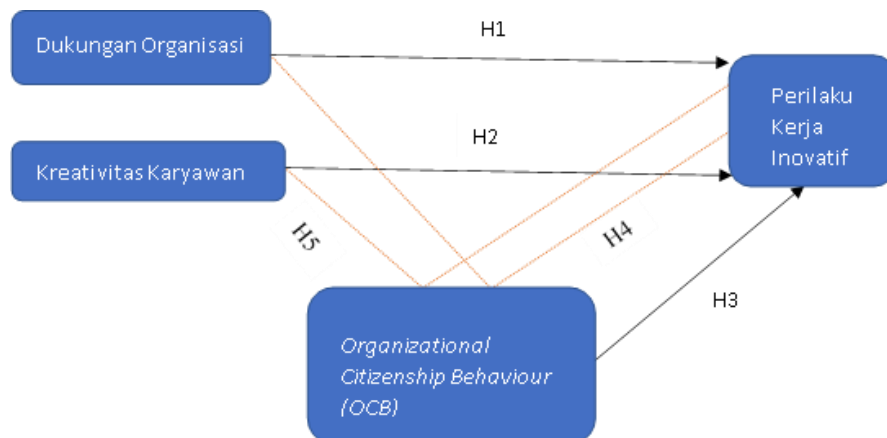 Dukungan Organisasi
H1
Perilaku
Kerja
Inovatif
H2
Kreativitas Karyawan
H5
H4
H3
Organizational
Citizenship Behaviour
(OCB)